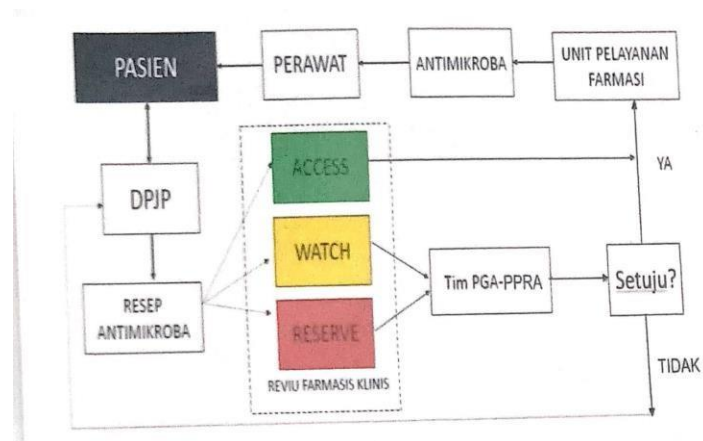 PASIEN
PERAWAT
ANTIMIKROBA
UNIT PELAYANAN
FARMASI
ACCESS
YA
DPJP
WATCH
Tim PGA-PPRA
Setuju?
RESEP
ANTIMIKROBA
RESERVE
REVIU FARMASIS KLINIS
TIDAK